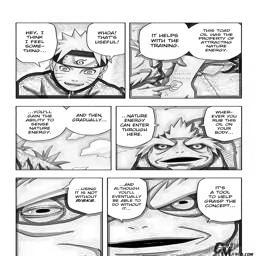 THIS TOAD
OIL HAS THE
PROPERTY OF
ATTRACTING
NATURE
ENERGY.
IT HELPS
WITH THE
TRAINING.
WHOA!
THAT'S
USEFUL!
HEY, I
THINK
I FEEL
SOME-
THING...
WHER-
EVER YOU
RUB THIS
OIL ON
YOUR
BODY...
...NATURE
ENERGY
CAN ENTER
THROUGH
HERE.
AND THEN,
GRADUALLY...
...YOU'LL
GAIN THE
ABILITY TO
SENSE
NATURE
ENERGY.
IT'S A
TOOL TO
HELP GRASP
THE
CONCEPT...
AND
ALTHOUGH
YOU'LL
EVENTUALLY
BE ABLE TO DO
WITHOUT IT...
...USING
IT IS NOT
WITHOUT